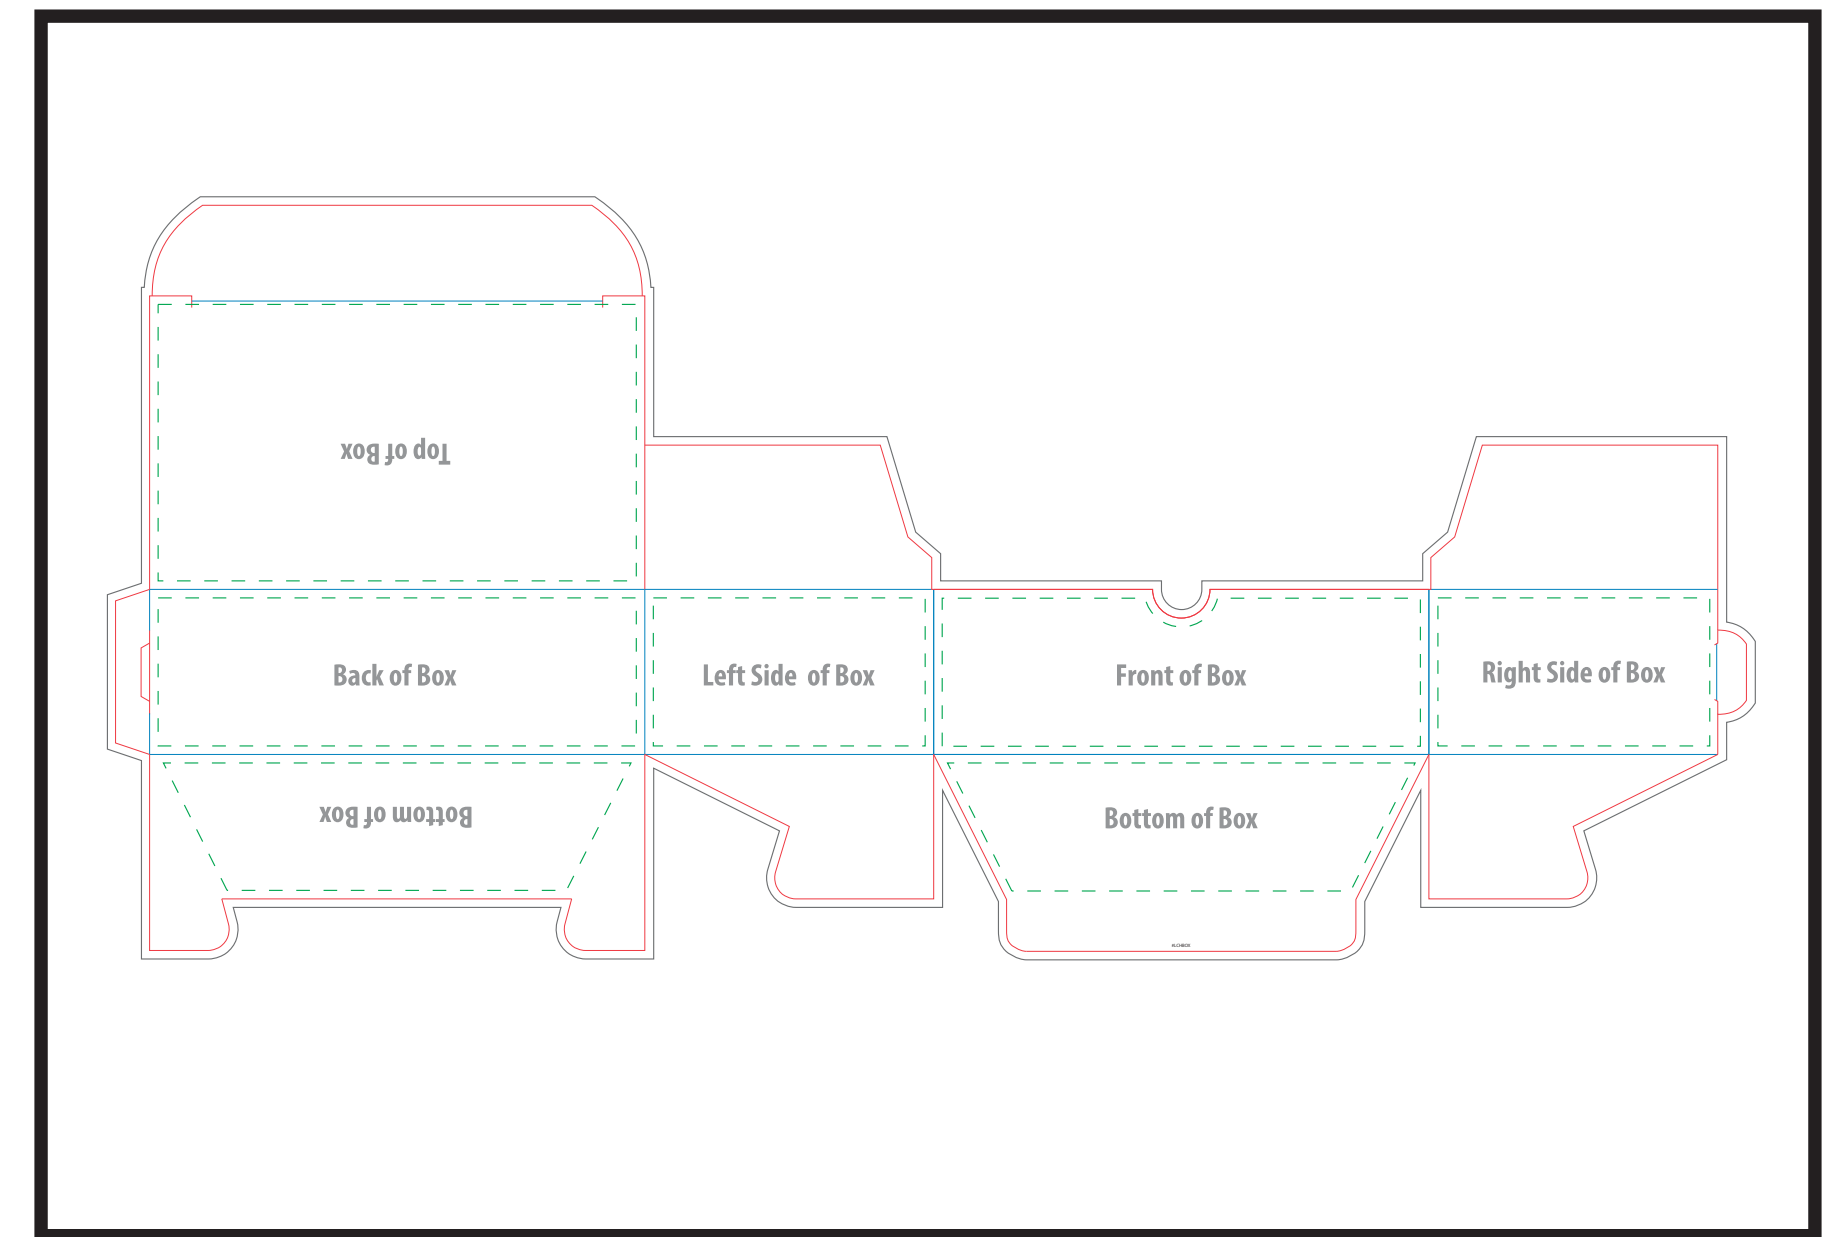 Top of Box
Back of Box
Left Side  of Box
Front of Box
Right Side of Box
Bottom of Box
Bottom of Box